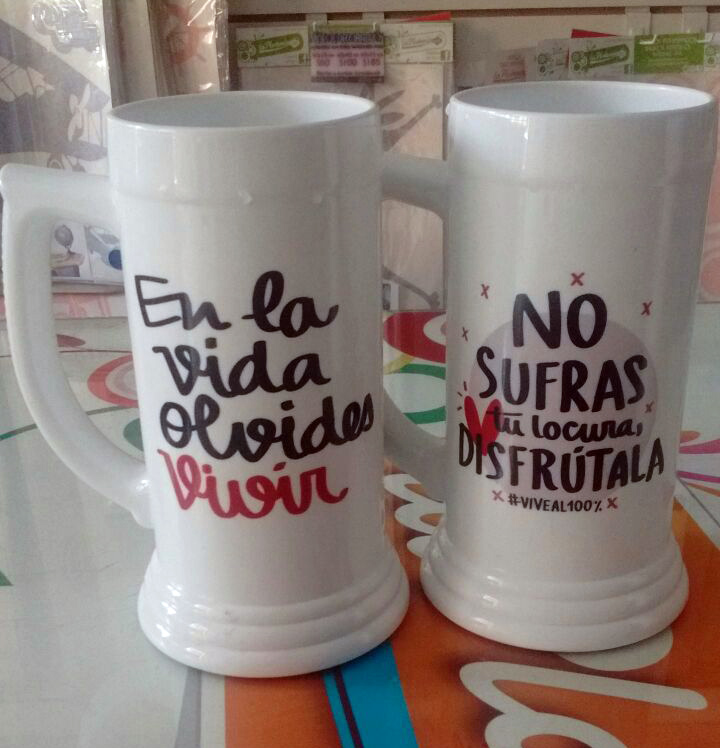 En la
vida
olvides
vivir
NO
SUFRAS
tu locura,
DISFRÚTALA
#VIVEAL100%